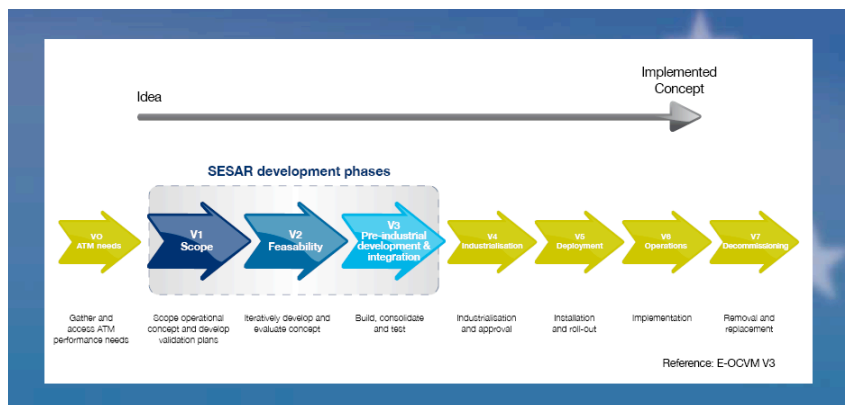 Implemented
Concept
Idea
SESAR development phases
V0
ATM needs
V1
Scope
V2
Feasability
V3
Pre-industrial
development &
integration
V4
Industrialisation
V5
Deployment
V6
Operations
V7
Decommissioning
Gather and
access ATM
performance needs
Scope operational
concept and develop
validation plans
Iteratively develop and
evaluate concept
Build, consolidate
and test
Industrialisation
and approval
Installation
and roll-out
Implementation
Removal and
replacement
Reference: E-OCVM V3